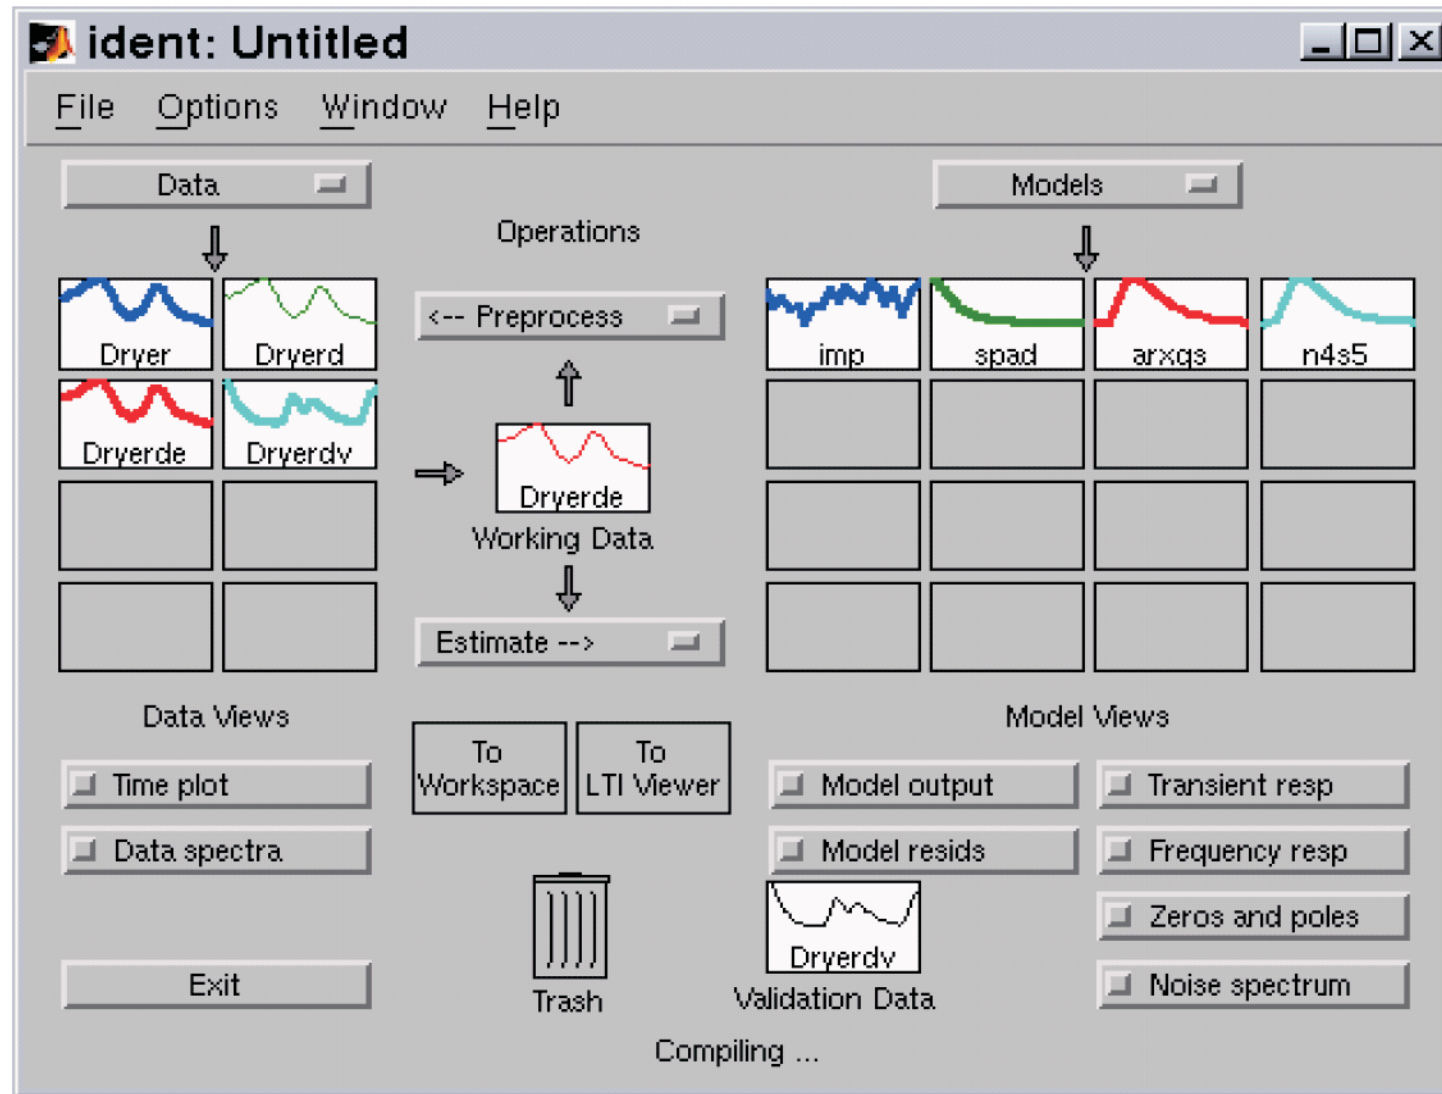 ident: Untitled
File Options Window Help
Data
Models
Operations
Dryer
Dryerd
<-- Preprocess
imp
spad
arxqs
n4s5
Dryerde
Dryerdv
Dryerde
Working Data
Estimate -->
Data Views
Model Views
To
Workspace
To
LTI Viewer
Time plot
Data spectra
Model output
Transient resp
Model resids
Frequency resp
Zeros and poles
Dryerdv
Exit
Trash
Validation Data
Noise spectrum
Compiling ...